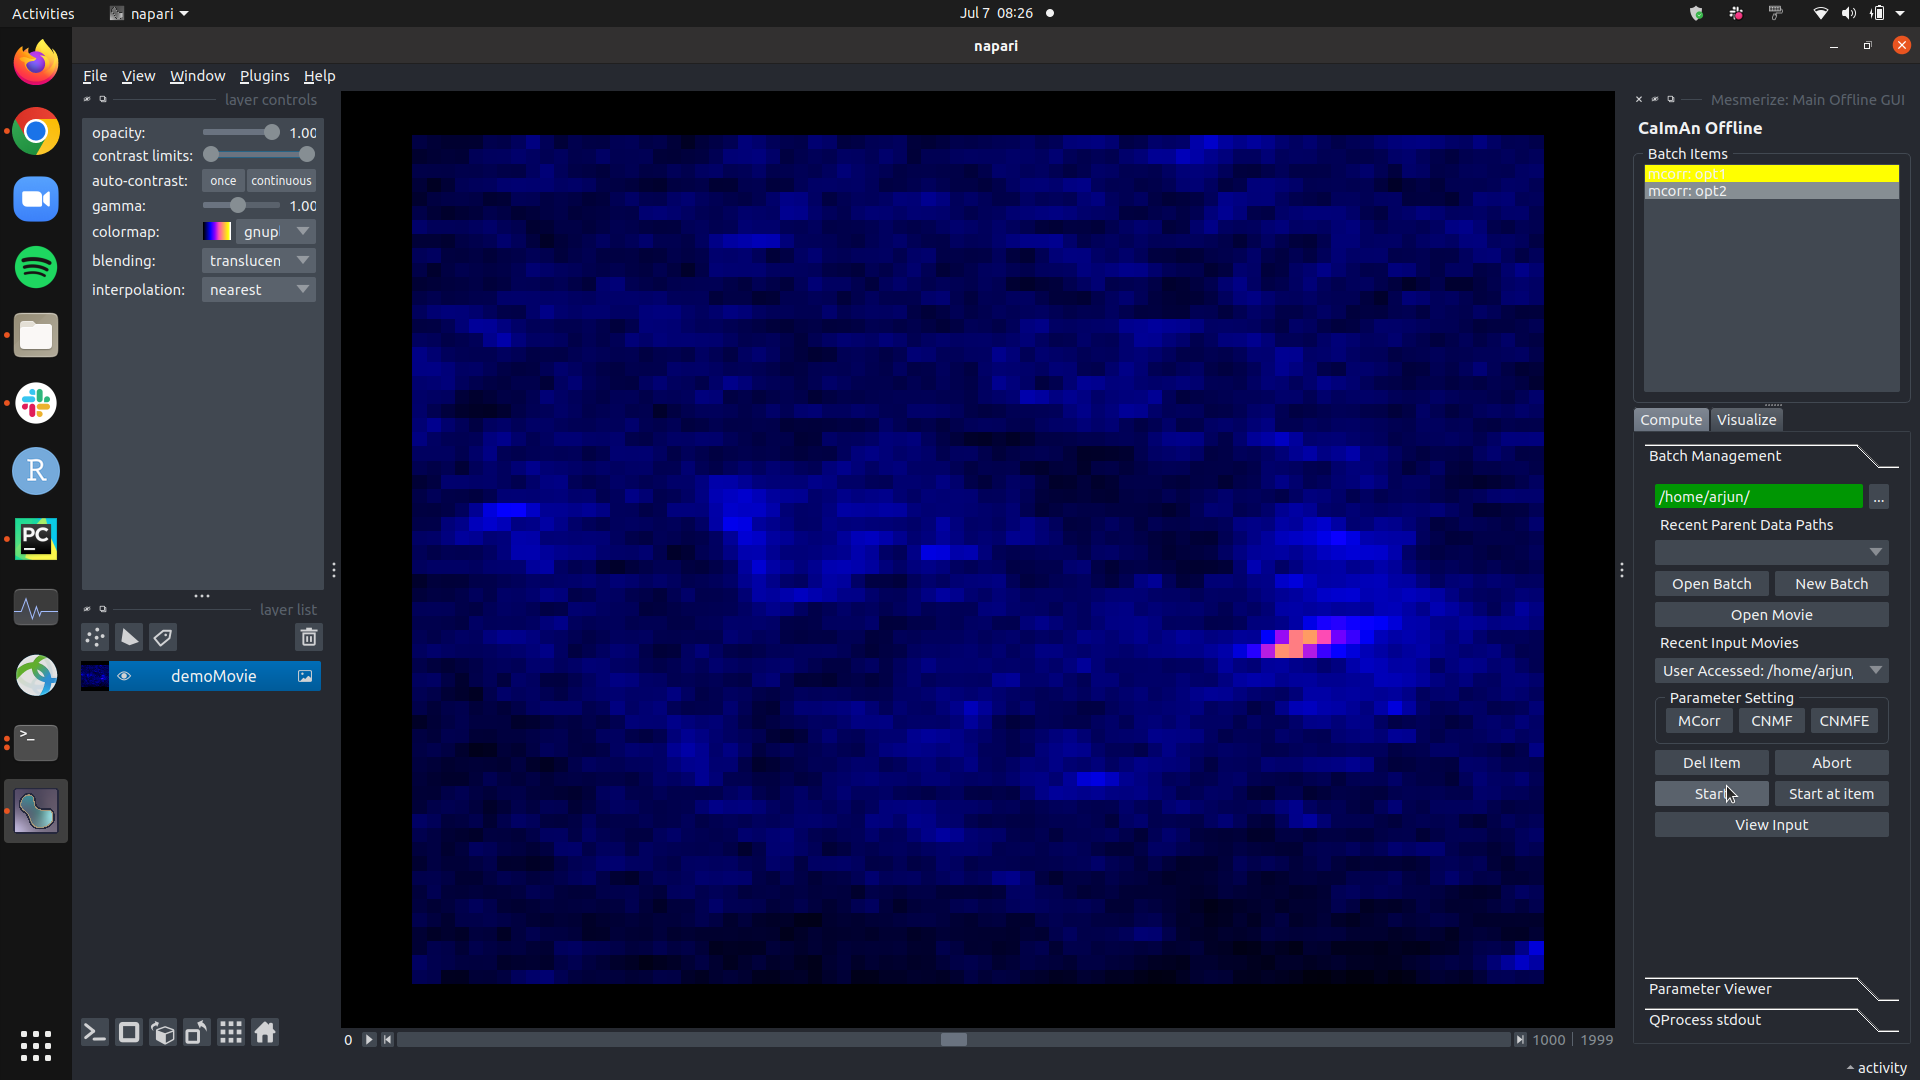 Activities napari Jul 7 08:26
napari
File View Window Plugins Help
layer controls
opacity: 1.00
contrast limits:
auto-contrast: once continuous
gamma: 1.00
colormap: gnup
blending: translucen
interpolation: nearest
layer list
demoMovie
0 1000 1999
Mesmerize: Main Offline GUI
CaImAn Offline
Batch Items
mcorr: opt1
mcorr: opt2
Compute Visualize
Batch Management
/home/arjun/ ...
Recent Parent Data Paths
Open Batch New Batch
Open Movie
Recent Input Movies
User Accessed: /home/arjun,
Parameter Setting
MCorr CNMF CNMFE
Del Item Abort
Start Start at item
View Input
Parameter Viewer
QProcess stdout
activity
R
PC
>_